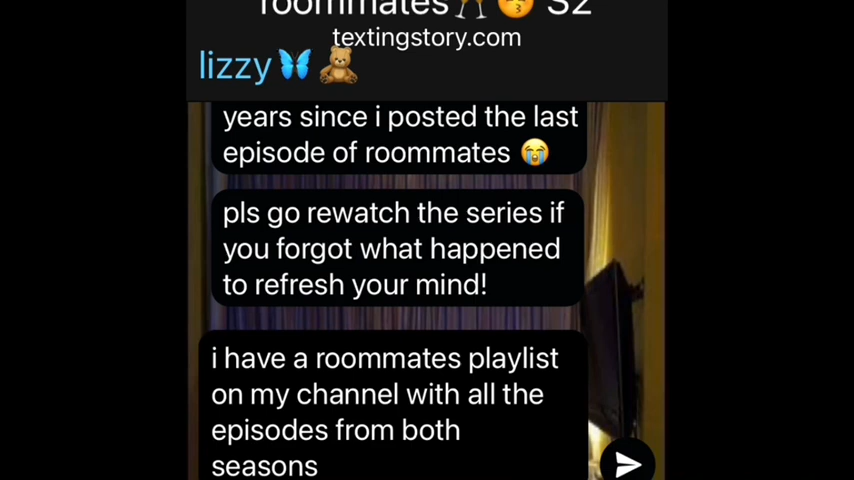 roommates🥂😚 S2
textingstory.com
lizzy🦋🧸
years since i posted the last
episode of roommates 😭
pls go rewatch the series if
you forgot what happened
to refresh your mind!
i have a roommates playlist
on my channel with all the
episodes from both
seasons